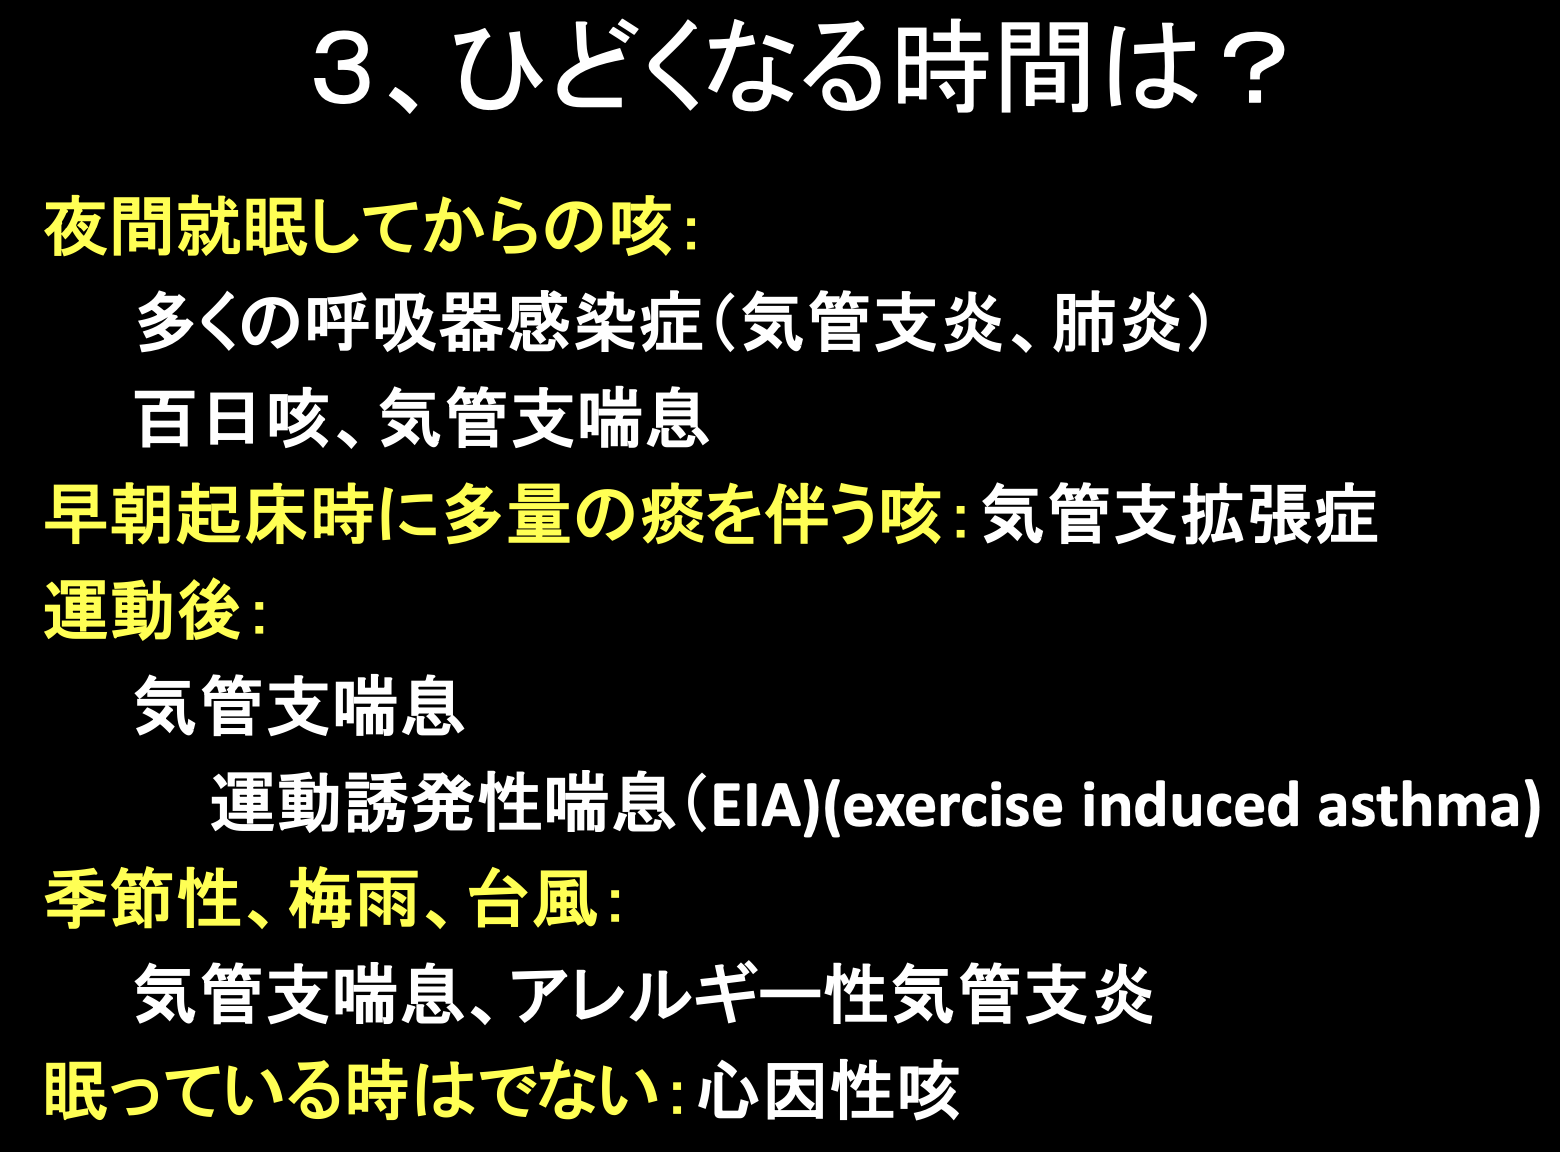 ３、ひどくなる時間は？
夜間就眠してからの咳：
多くの呼吸器感染症（気管支炎、肺炎）
百日咳、気管支喘息
早朝起床時に多量の痰を伴う咳：気管支拡張症
運動後：
気管支喘息
運動誘発性喘息（EIA)(exercise induced asthma)
季節性、梅雨、台風：
気管支喘息、アレルギー性気管支炎
眠っている時はでない：心因性咳